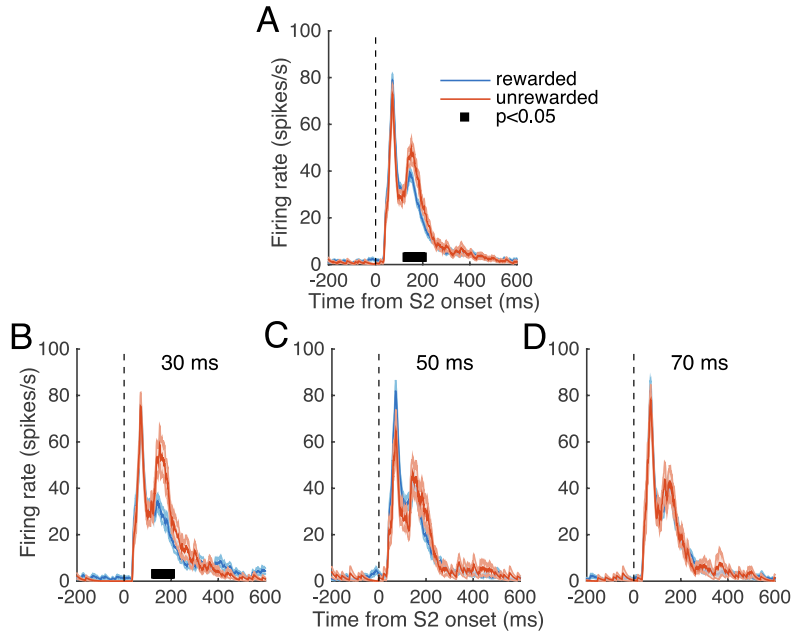 A
100
80
60
40
20
0
Firing rate (spikes/s)
rewarded
unrewarded
p<0.05
-200 0 200 400 600
Time from S2 onset (ms)
B
100
80
60
40
20
0
Firing rate (spikes/s)
30 ms
-200 0 200 400 600
C
100
80
60
40
20
0
50 ms
-200 0 200 400 600
Time from S2 onset (ms)
D
100
80
60
40
20
0
70 ms
-200 0 200 400 600